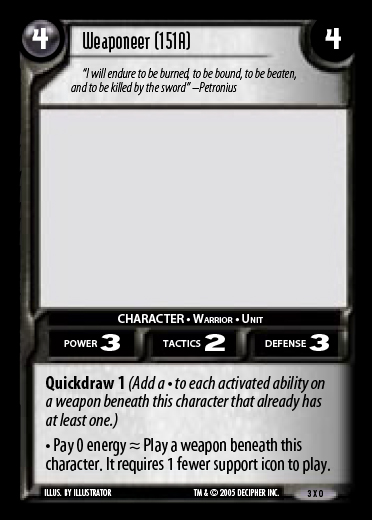 4 Weaponeer (151A) 4
"I will endure to be burned, to be bound, to be beaten,
and to be killed by the sword" –Petronius
CHARACTER • WARRIOR • UNIT
POWER 3 TACTICS 2 DEFENSE 3
Quickdraw 1 (Add a • to each activated ability on
a weapon beneath this character that already has
at least one.)
• Pay 0 energy ≈ Play a weapon beneath this
character. It requires 1 fewer support icon to play.
ILLUS. BY ILLUSTRATOR TM & © 2005 DECIPHER INC. 3 X 0